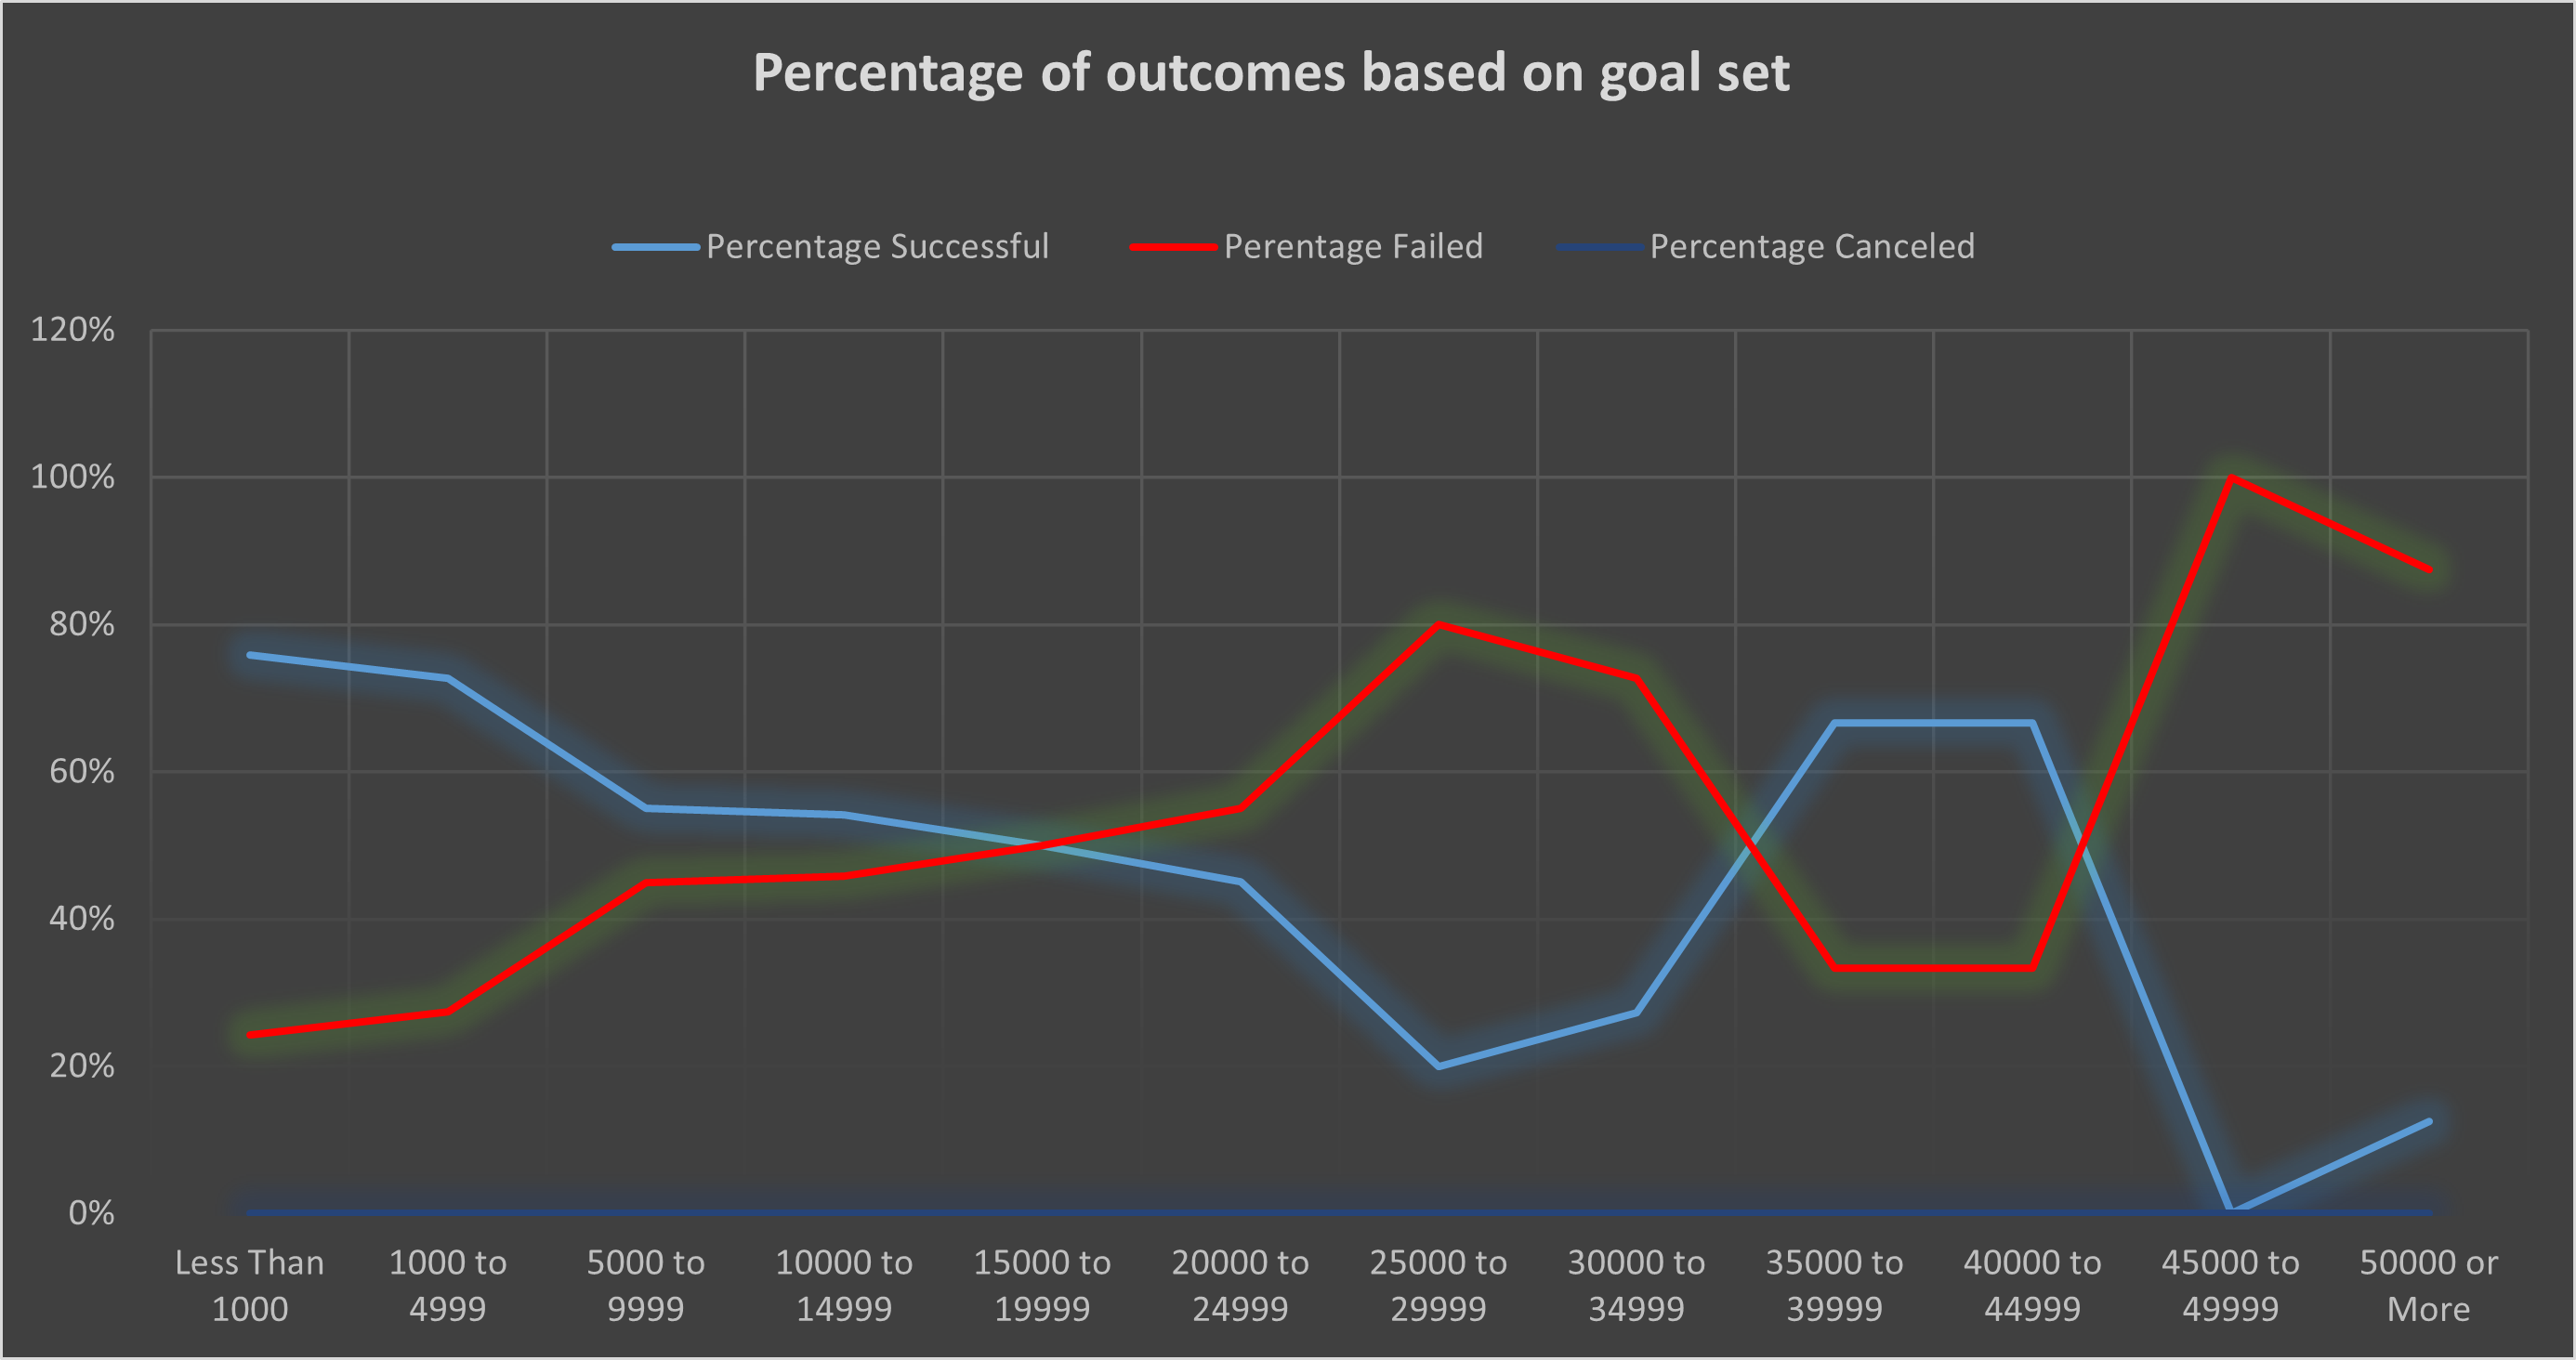 Percentage of outcomes based on goal set
Percentage Successful
Perentage Failed
Percentage Canceled
120%
100%
80%
60%
40%
20%
0%
Less Than
1000
1000 to
4999
5000 to
9999
10000 to
14999
15000 to
19999
20000 to
24999
25000 to
29999
30000 to
34999
35000 to
39999
40000 to
44999
45000 to
49999
50000 or
More